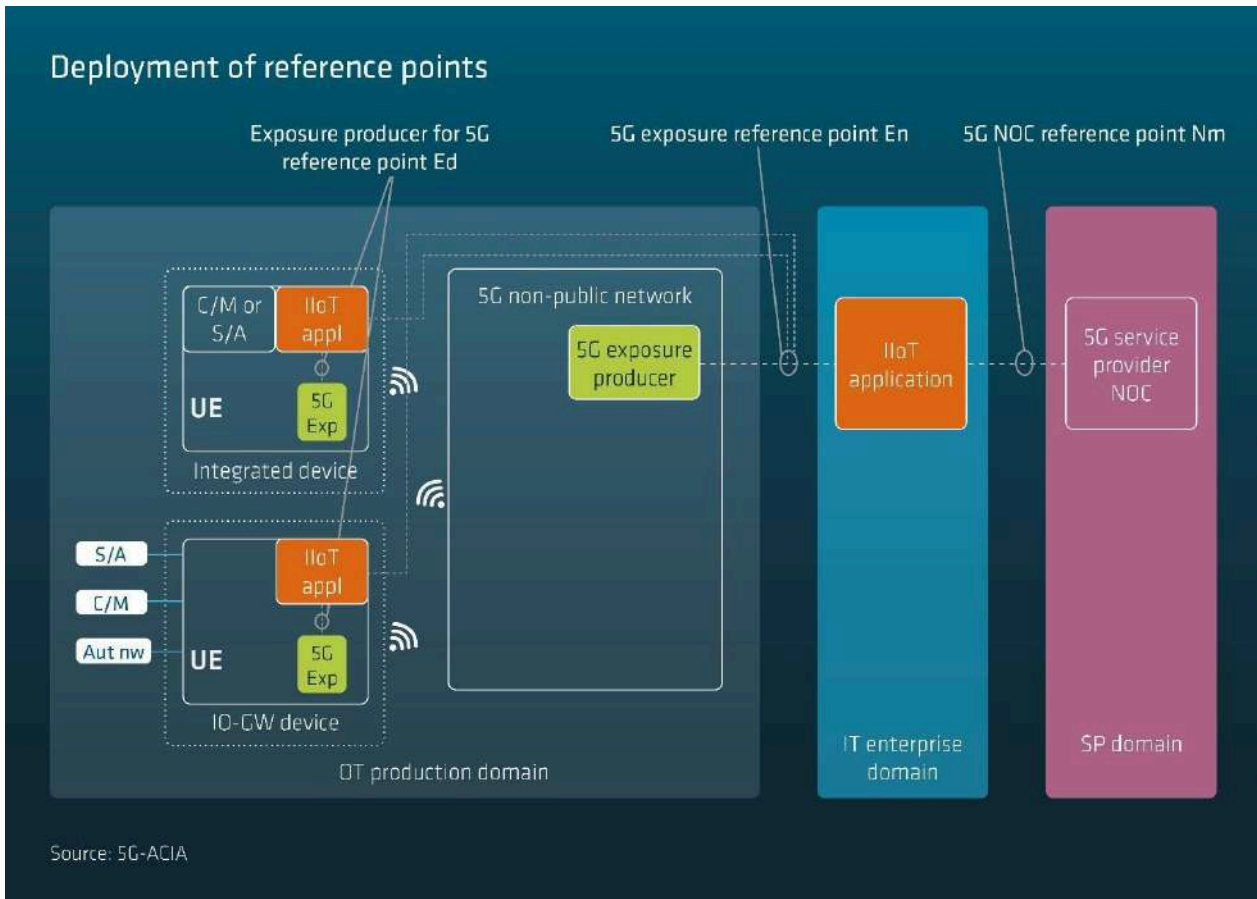 Deployment of reference points
Exposure producer for 5G
reference point Ed
5G exposure reference point En
5G NOC reference point Nm
C/M or
S/A
IIoT
appl
UE
5G
Exp
Integrated device
S/A
C/M
Aut nw
IIoT
appl
UE
5G
Exp
IO-GW device
5G non-public network
5G exposure
producer
OT production domain
IIoT
application
IT enterprise
domain
5G service
provider
NOC
SP domain
Source: 5G-ACIA